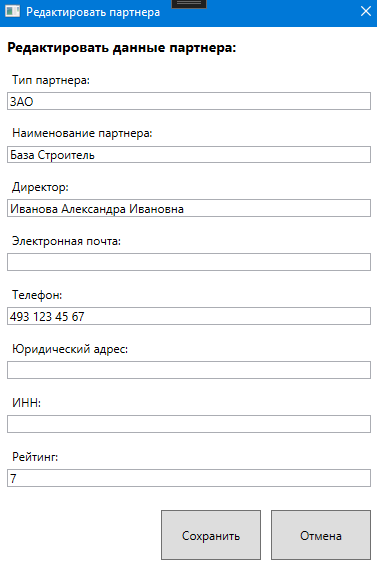 Редактировать партнера
Редактировать данные партнера:
Тип партнера:
ЗАО
Наименование партнера:
База Строитель
Директор:
Иванова Александра Ивановна
Электронная почта:
Телефон:
493 123 45 67
Юридический адрес:
ИНН:
Рейтинг:
7
Сохранить Отмена